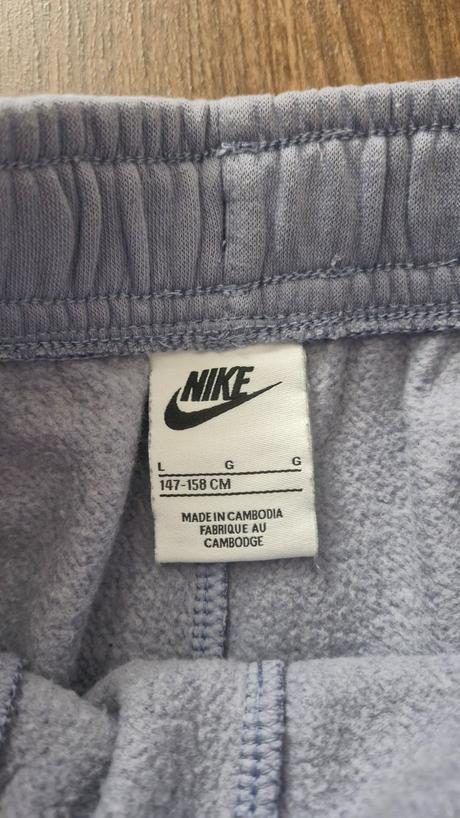 NIKE
L G G
147-158 CM
MADE IN CAMBODIA
FABRIQUE AU
CAMBODGE